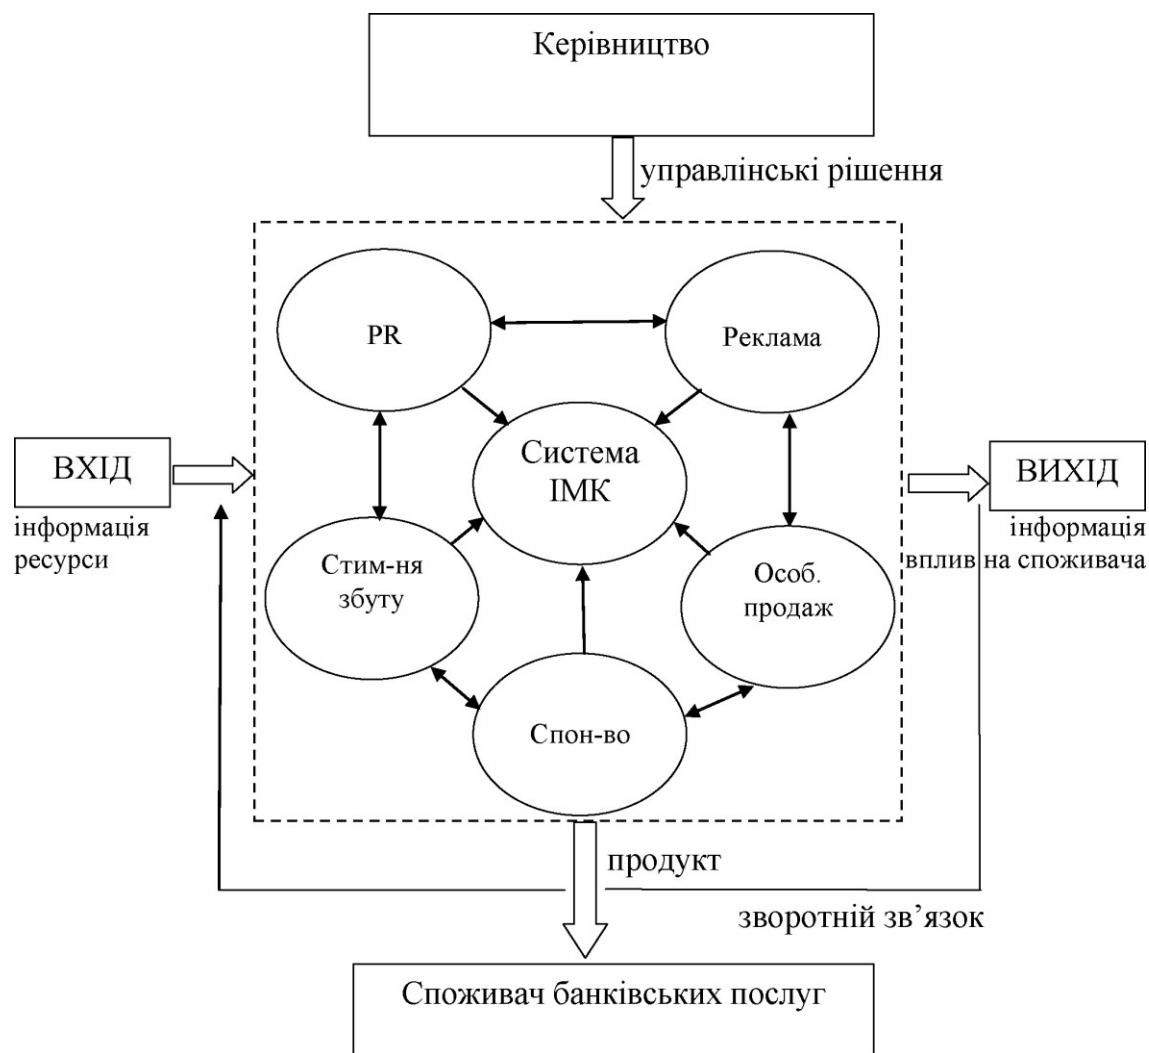 Керівництво
управлінські рішення
PR
Реклама
Система
ІМК
ВХІД
інформація
ресурси
ВИХІД
інформація
вплив на споживача
Стим-ня
збуту
Особ.
продаж
Спон-во
продукт
зворотній зв’язок
Споживач банківських послуг